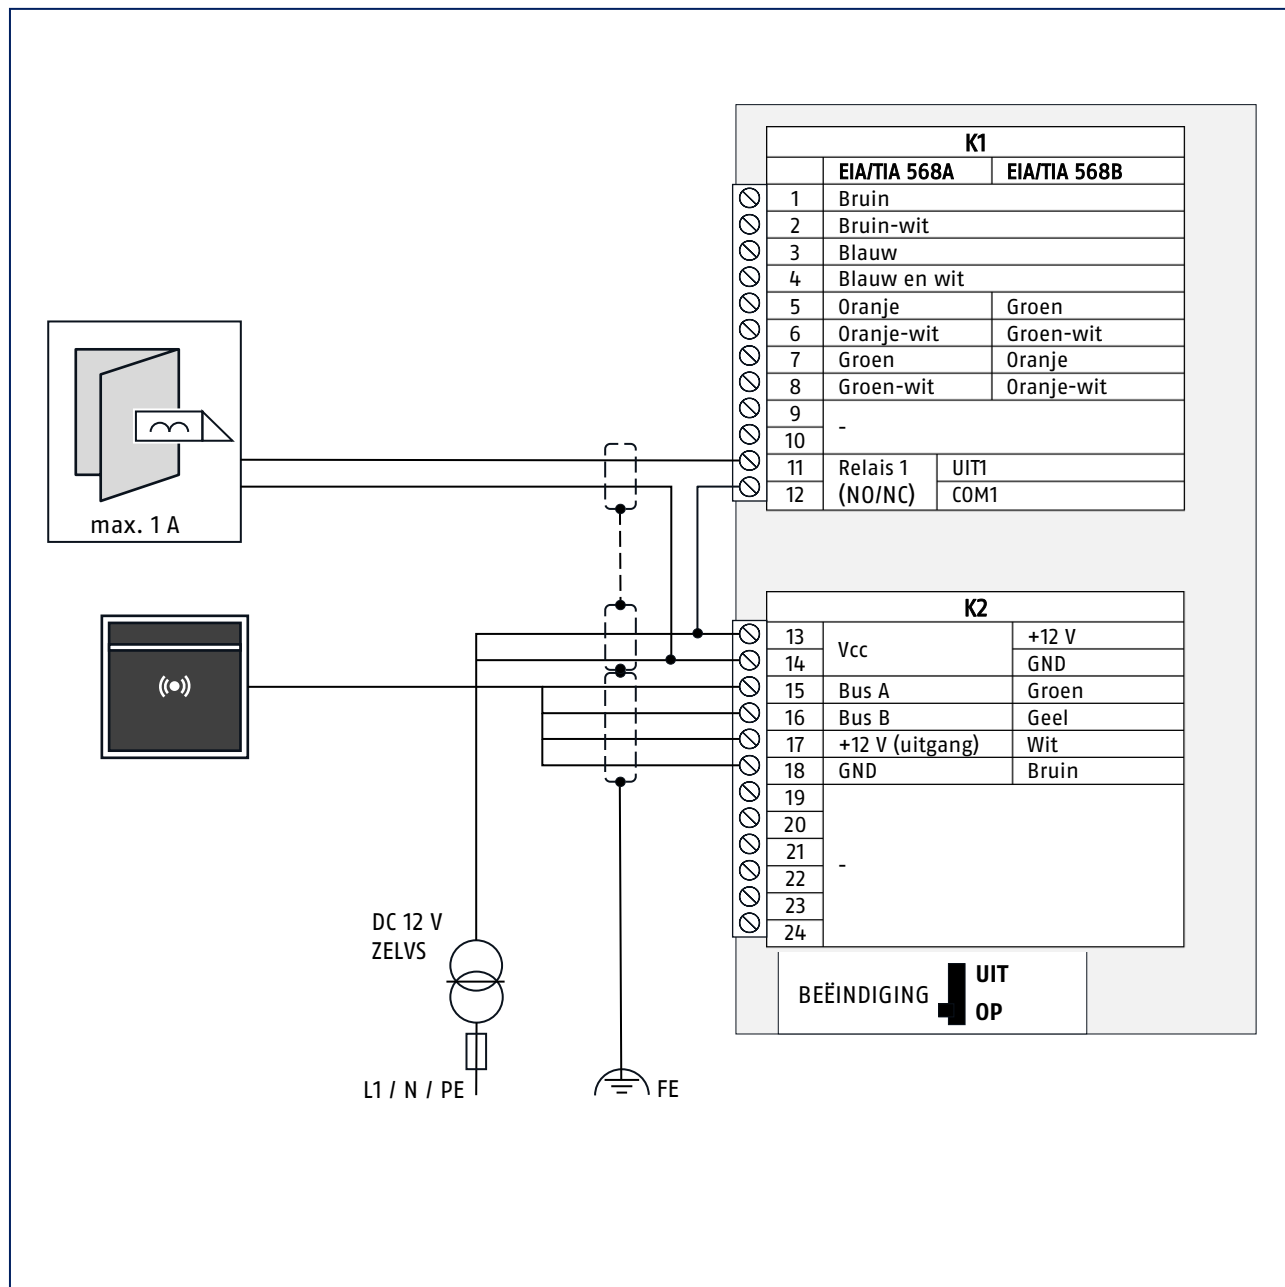 K1
EIA/TIA 568A EIA/TIA 568B
1 Bruin
2 Bruin-wit
3 Blauw
4 Blauw en wit
5 Oranje Groen
6 Oranje-wit Groen-wit
7 Groen Oranje
8 Groen-wit Oranje-wit
9
-
10
11 Relais 1 UIT1
12 (NO/NC) COM1
max. 1 A
K2
13 +12 V
Vcc
14 GND
15 Bus A Groen
16 Bus B Geel
17 +12 V (uitgang) Wit
18 GND Bruin
19
20
21
-
22
23
24
DC 12 V
ZELVS
BEËINDIGING
UIT
OP
L1 / N / PE
FE